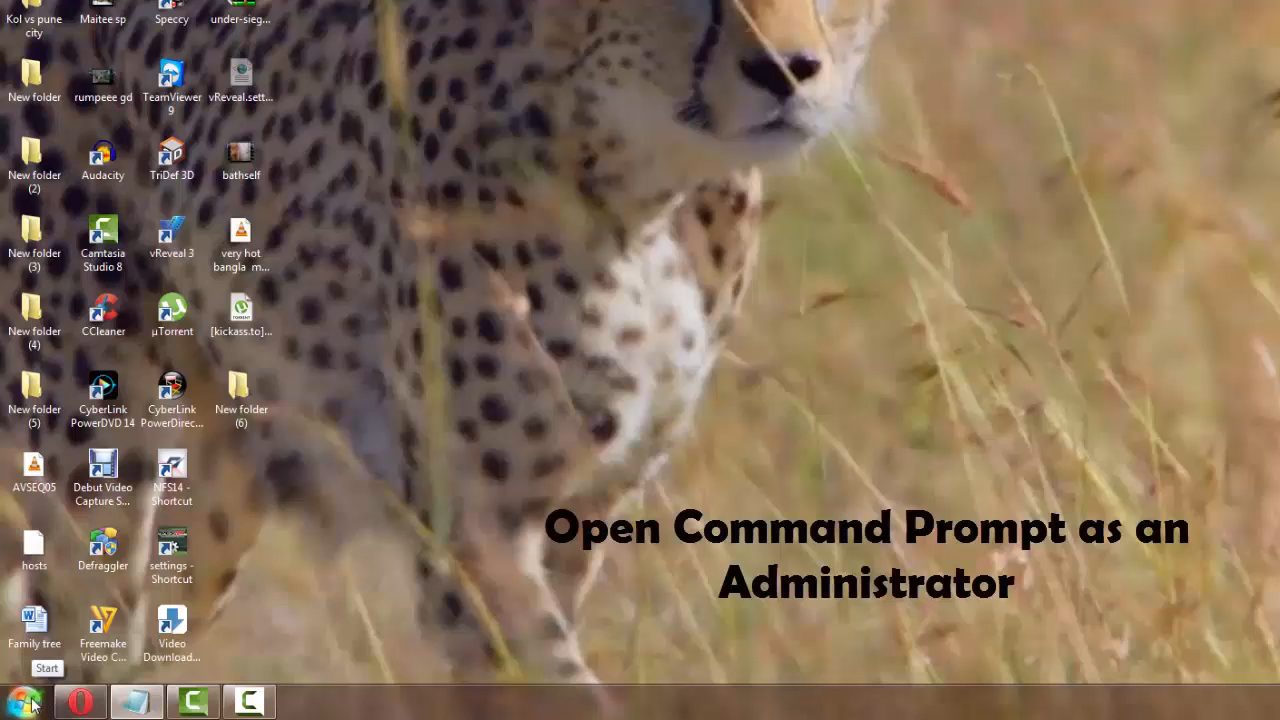 Kol vs pune
city
Maitee sp
Speccy
under-sieg...
New folder
rumpeee gd
TeamViewer
9
vReveal.sett...
New folder
(2)
Audacity
TriDef 3D
bathself
New folder
(3)
Camtasia
Studio 8
vReveal 3
very hot
bangla m...
New folder
(4)
CCleaner
µTorrent
[kickass.to]...
New folder
(5)
CyberLink
PowerDVD 14
CyberLink
PowerDirec...
New folder
(6)
AVSEQ05
Debut Video
Capture S...
NFS14 -
Shortcut
hosts
Defraggler
settings -
Shortcut
Family tree
Freemake
Video C...
Video
Download...
Start
Open Command Prompt as an
Administrator